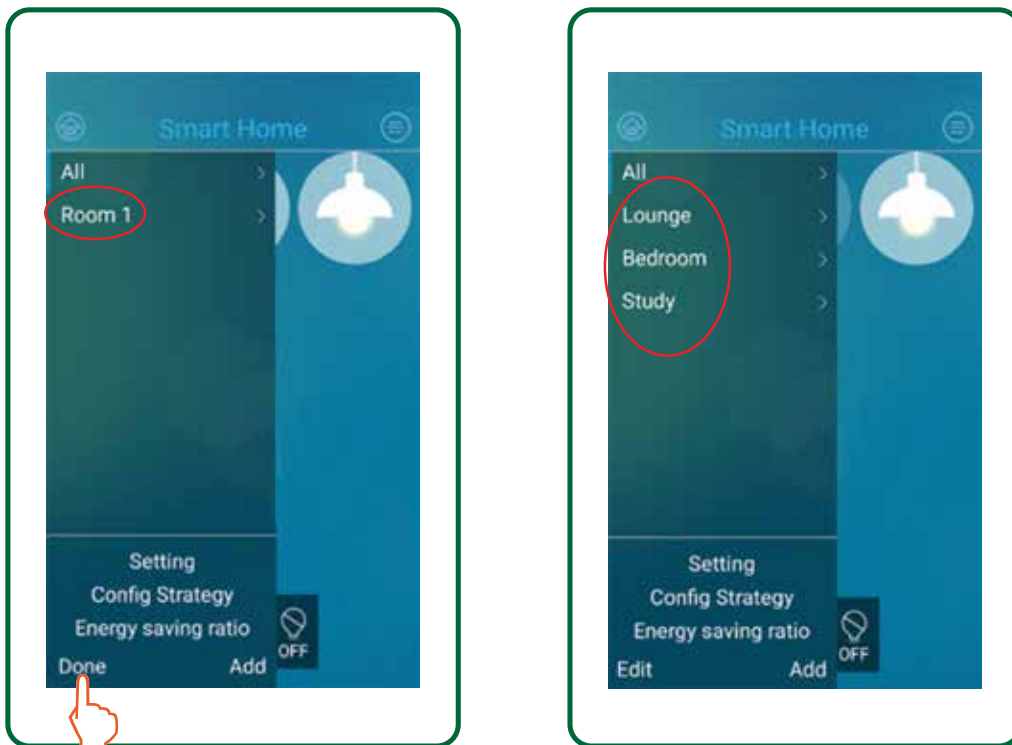 Smart Home
All
Room 1
Setting
Config Strategy
Energy saving ratio
OFF
Done Add
Smart Home
All
Lounge
Bedroom
Study
Setting
Config Strategy
Energy saving ratio
OFF
Edit Add